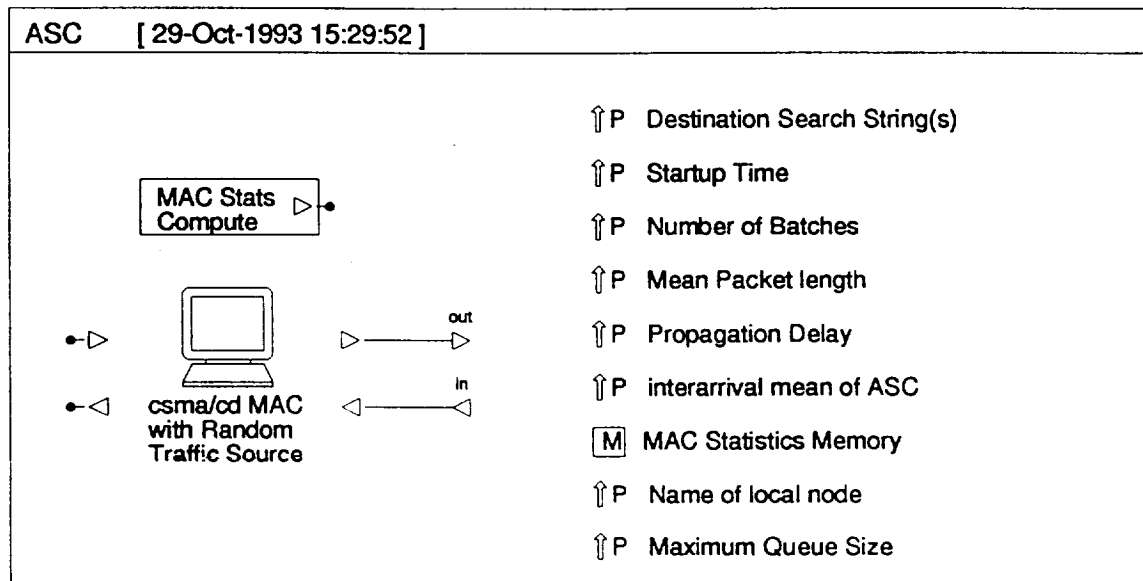 ASC [ 29-Oct-1993 15:29:52 ]
MAC Stats
Compute
out
in
csma/cd MAC
with Random
Traffic Source
⇧P Destination Search String(s)
⇧P Startup Time
⇧P Number of Batches
⇧P Mean Packet length
⇧P Propagation Delay
⇧P interarrival mean of ASC
M MAC Statistics Memory
⇧P Name of local node
⇧P Maximum Queue Size